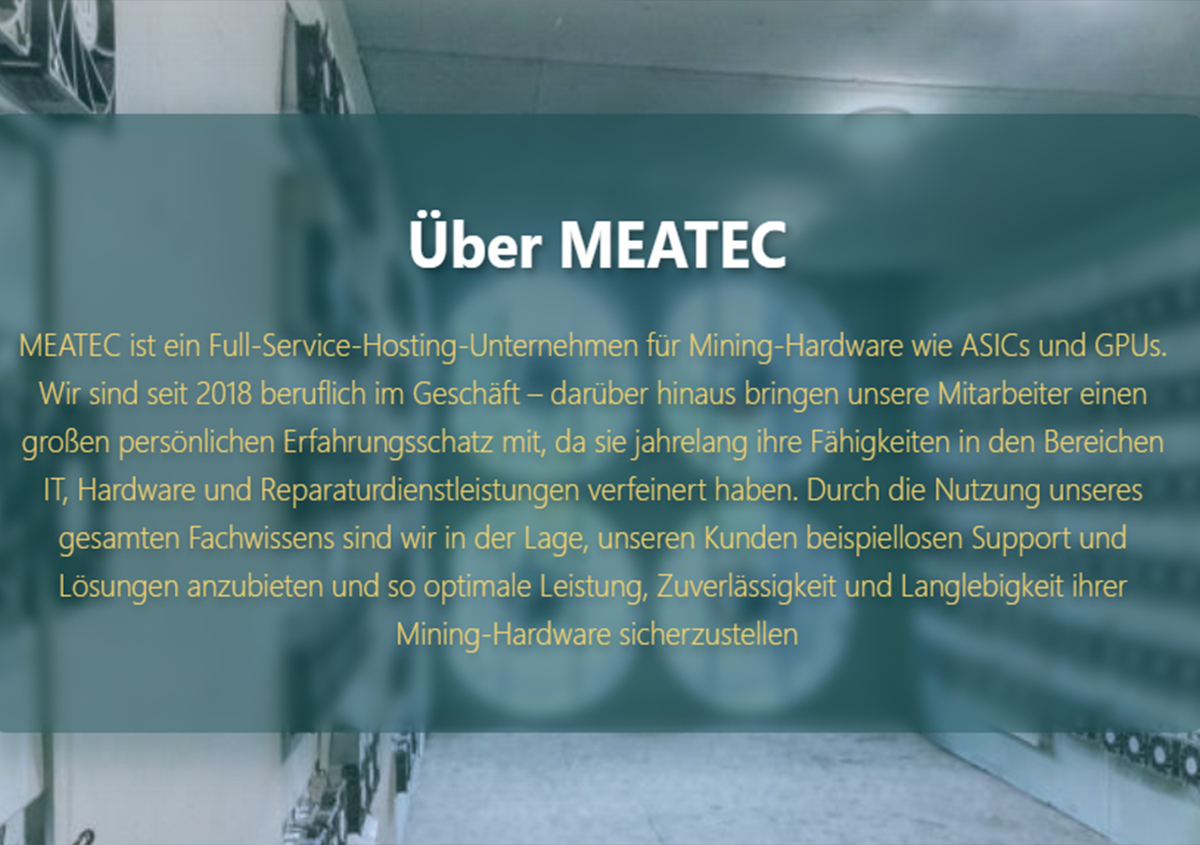 Über MEATEC
MEATEC ist ein Full-Service-Hosting-Unternehmen für Mining-Hardware wie ASICs und GPUs.
Wir sind seit 2018 beruflich im Geschäft – darüber hinaus bringen unsere Mitarbeiter einen
großen persönlichen Erfahrungsschatz mit, da sie jahrelang ihre Fähigkeiten in den Bereichen
IT, Hardware und Reparaturdienstleistungen verfeinert haben. Durch die Nutzung unseres
gesamten Fachwissens sind wir in der Lage, unseren Kunden beispiellosen Support und
Lösungen anzubieten und so optimale Leistung, Zuverlässigkeit und Langlebigkeit ihrer
Mining-Hardware sicherzustellen